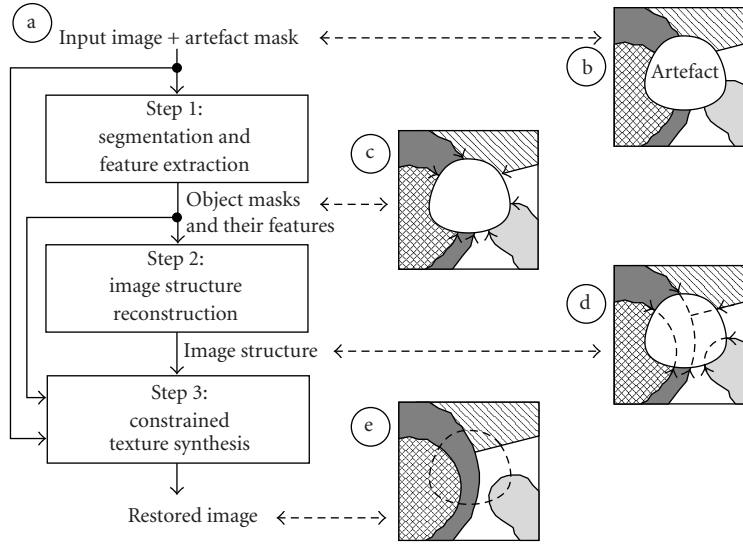 a
Input image + artefact mask
b
Artefact
Step 1:
segmentation and
feature extraction
c
Object masks
and their features
Step 2:
image structure
reconstruction
d
Image structure
Step 3:
constrained
texture synthesis
e
Restored image